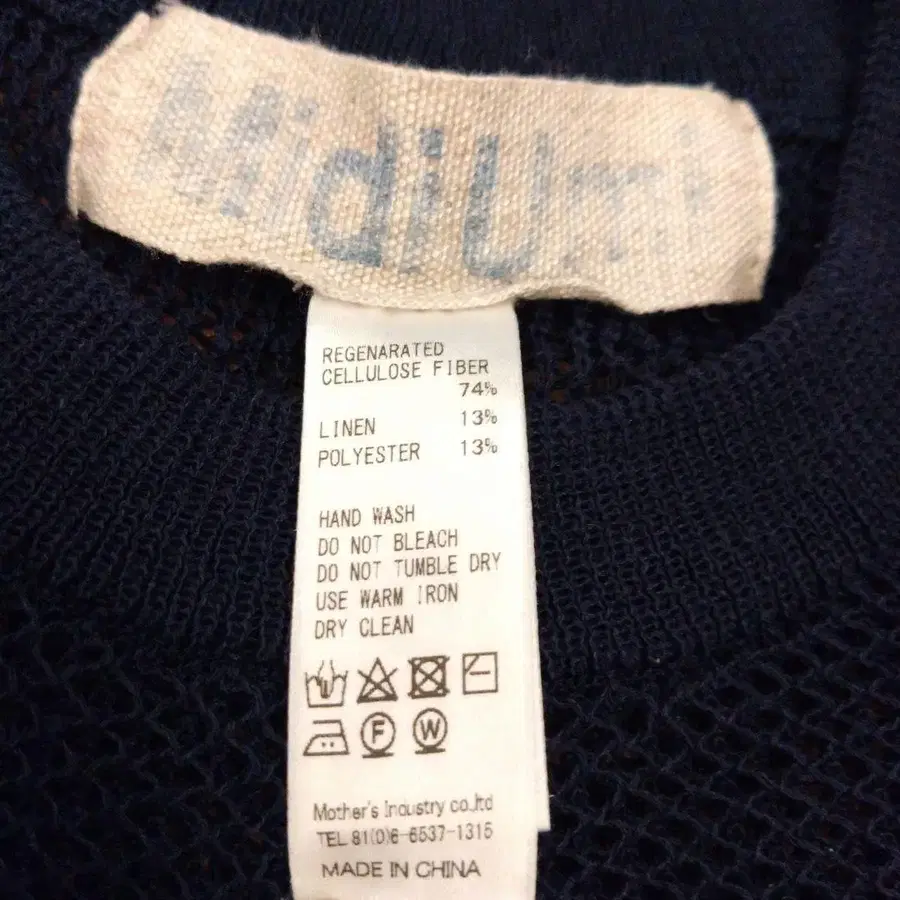 MidiUmi
REGENARATED
CELLULOSE FIBER
74%
LINEN 13%
POLYESTER 13%
HAND WASH
DO NOT BLEACH
DO NOT TUMBLE DRY
USE WARM IRON
DRY CLEAN
F W
Mother's Industry co.ltd
TEL 81(0)6-6537-1315
MADE IN CHINA